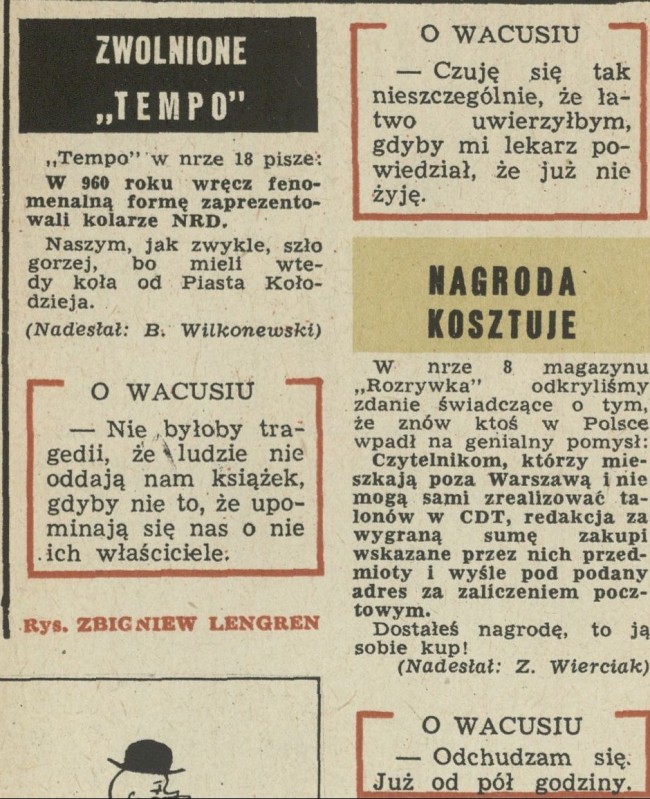 ZWOLNIONE
„TEMPO”
„Tempo” w nrze 18 pisze:
W 960 roku wręcz feno-
menalną formę zaprezento-
wali kolarze NRD.
Naszym, jak zwykle, szło
gorzej, bo mieli wte-
dy koła od Piasta Koło-
dzieja.
(Nadesłał: B. Wilkonewski)
O WACUSIU
— Nie byłoby tra-
gedii, że ludzie nie
oddają nam książek,
gdyby nie to, że upo-
minają się nas o nie
ich właściciele.
Rys. ZBIGNIEW LENGREN
O WACUSIU
— Czuję się tak
nieszczególnie, że ła-
two uwierzyłbym,
gdyby mi lekarz po-
wiedział, że już nie
żyję.
NAGRODA
KOSZTUJE
W nrze 8 magazynu
„Rozrywka” odkryliśmy
zdanie świadczące o tym,
że znów ktoś w Polsce
wpadł na genialny pomysł:
Czytelnikom, którzy mie-
szkają poza Warszawą i nie
mogą sami zrealizować ta-
lonów w CDT, redakcja za
wygraną sumę zakupi
wskazane przez nich przed-
mioty i wyśle pod podany
adres za zaliczeniem pocz-
towym.
Dostałeś nagrodę, to ją
sobie kup!
(Nadesłał: Z. Wierciak)
O WACUSIU
— Odchudzam się.
Już od pół godziny.